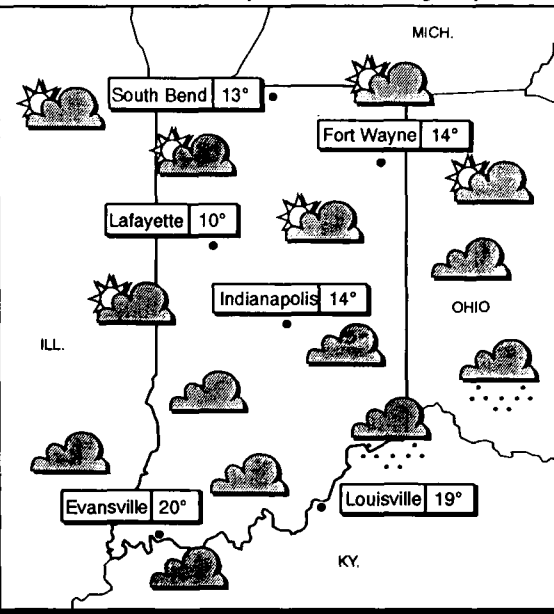 MICH.
South Bend 13°
Fort Wayne 14°
Lafayette 10°
Indianapolis 14°
OHIO
ILL.
Evansville 20°
Louisville 19°
KY.